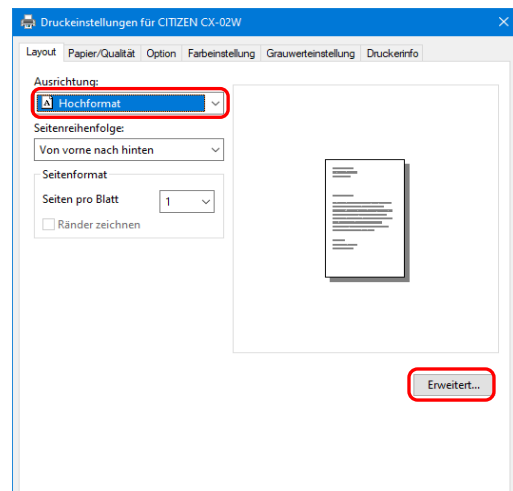 Druckeinstellungen für CITIZEN CX-02W
Layout Papier/Qualität Option Farbeinstellung Grauwerteinstellung Druckerinfo
Ausrichtung:
A Hochformat
Seitenreihenfolge:
Von vorne nach hinten
Seitenformat
Seiten pro Blatt 1
Ränder zeichnen
Erweitert...